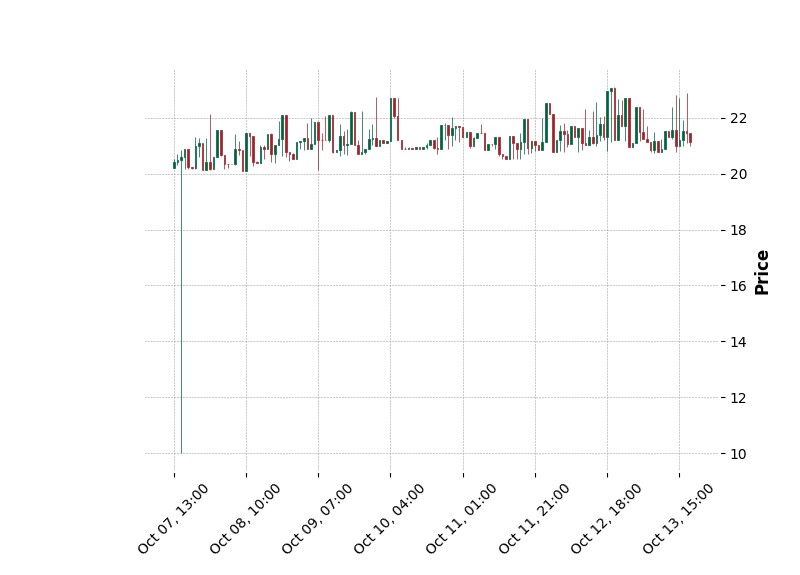 22
20
18
16
14
12
10
Price
Oct 07, 13:00
Oct 08, 10:00
Oct 09, 07:00
Oct 10, 04:00
Oct 11, 01:00
Oct 11, 21:00
Oct 12, 18:00
Oct 13, 15:00